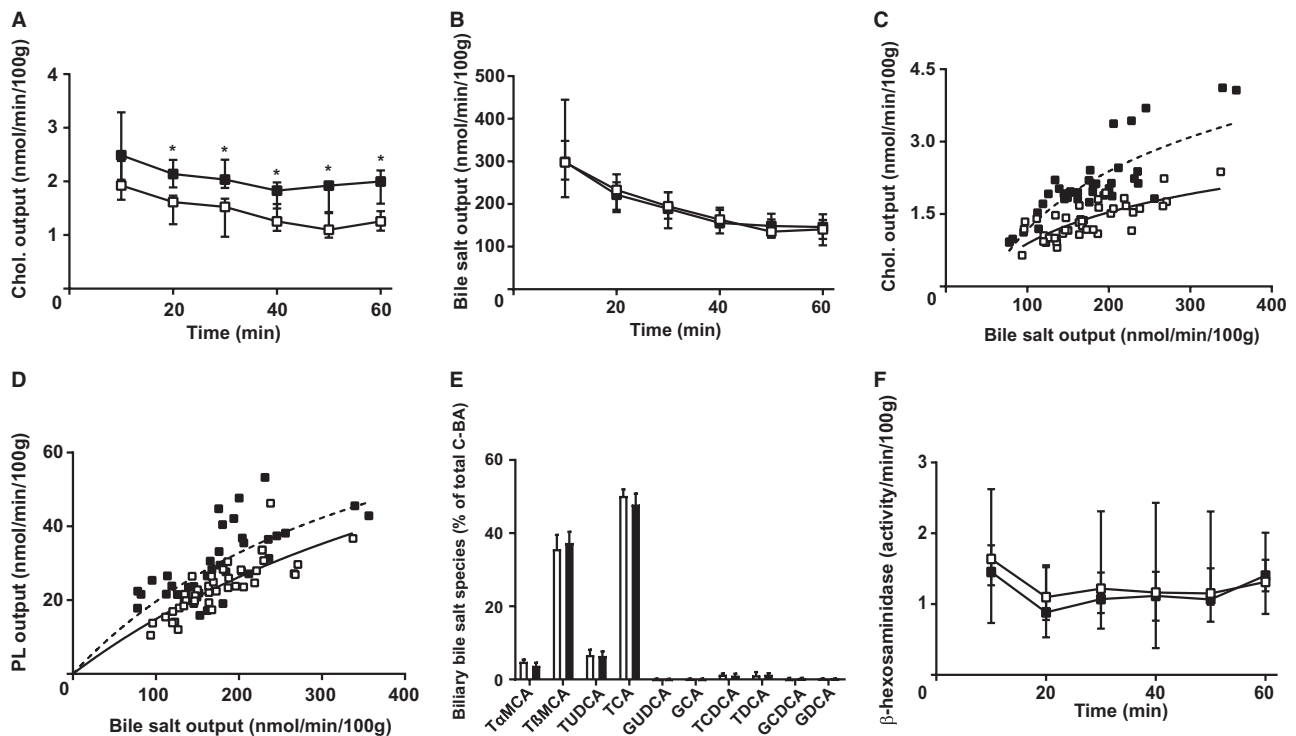 A
Chol. output (nmol/min/100g)
4
3
2
1
0
* * * * *
20 40 60
Time (min)
B
Bile salt output (nmol/min/100g)
500
400
300
200
100
0
20 40 60
Time (min)
C
Chol. output (nmol/min/100g)
4.5
3.0
1.5
0
100 200 300 400
Bile salt output (nmol/min/100g)
D
PL output (nmol/min/100g)
60
40
20
0
100 200 300 400
Bile salt output (nmol/min/100g)
E
Biliary bile salt species (% of total C-BA)
60
40
20
0
TαMCA
TßMCA
TUDCA
TCA
GUDCA
GCA
TCDCA
TDCA
GCDCA
GDCA
F
β-hexosaminidase (activity/min/100g)
3
2
1
0
20 40 60
Time (min)